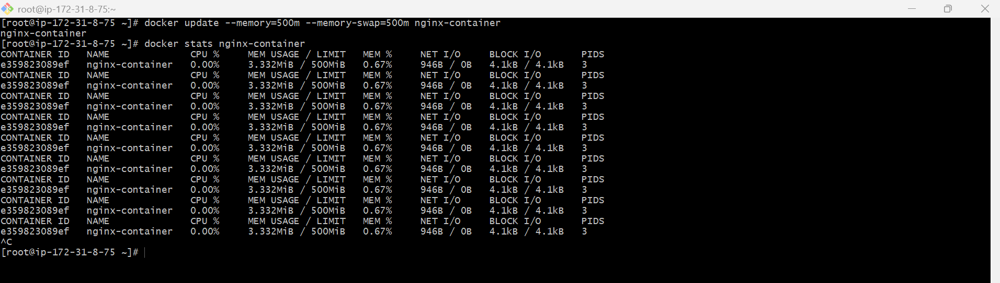 root@ip-172-31-8-75:~
[root@ip-172-31-8-75 ~]# docker update --memory=500m --memory-swap=500m nginx-container
nginx-container
[root@ip-172-31-8-75 ~]# docker stats nginx-container
CONTAINER ID   NAME              CPU %     MEM USAGE / LIMIT   MEM %     NET I/O     BLOCK I/O       PIDS
e359823089ef   nginx-container   0.00%     3.332MiB / 500MiB   0.67%     946B / 0B   4.1kB / 4.1kB   3
CONTAINER ID   NAME              CPU %     MEM USAGE / LIMIT   MEM %     NET I/O     BLOCK I/O       PIDS
e359823089ef   nginx-container   0.00%     3.332MiB / 500MiB   0.67%     946B / 0B   4.1kB / 4.1kB   3
CONTAINER ID   NAME              CPU %     MEM USAGE / LIMIT   MEM %     NET I/O     BLOCK I/O       PIDS
e359823089ef   nginx-container   0.00%     3.332MiB / 500MiB   0.67%     946B / 0B   4.1kB / 4.1kB   3
CONTAINER ID   NAME              CPU %     MEM USAGE / LIMIT   MEM %     NET I/O     BLOCK I/O       PIDS
e359823089ef   nginx-container   0.00%     3.332MiB / 500MiB   0.67%     946B / 0B   4.1kB / 4.1kB   3
CONTAINER ID   NAME              CPU %     MEM USAGE / LIMIT   MEM %     NET I/O     BLOCK I/O       PIDS
e359823089ef   nginx-container   0.00%     3.332MiB / 500MiB   0.67%     946B / 0B   4.1kB / 4.1kB   3
CONTAINER ID   NAME              CPU %     MEM USAGE / LIMIT   MEM %     NET I/O     BLOCK I/O       PIDS
e359823089ef   nginx-container   0.00%     3.332MiB / 500MiB   0.67%     946B / 0B   4.1kB / 4.1kB   3
CONTAINER ID   NAME              CPU %     MEM USAGE / LIMIT   MEM %     NET I/O     BLOCK I/O       PIDS
e359823089ef   nginx-container   0.00%     3.332MiB / 500MiB   0.67%     946B / 0B   4.1kB / 4.1kB   3
CONTAINER ID   NAME              CPU %     MEM USAGE / LIMIT   MEM %     NET I/O     BLOCK I/O       PIDS
e359823089ef   nginx-container   0.00%     3.332MiB / 500MiB   0.67%     946B / 0B   4.1kB / 4.1kB   3
CONTAINER ID   NAME              CPU %     MEM USAGE / LIMIT   MEM %     NET I/O     BLOCK I/O       PIDS
e359823089ef   nginx-container   0.00%     3.332MiB / 500MiB   0.67%     946B / 0B   4.1kB / 4.1kB   3
^C
[root@ip-172-31-8-75 ~]#